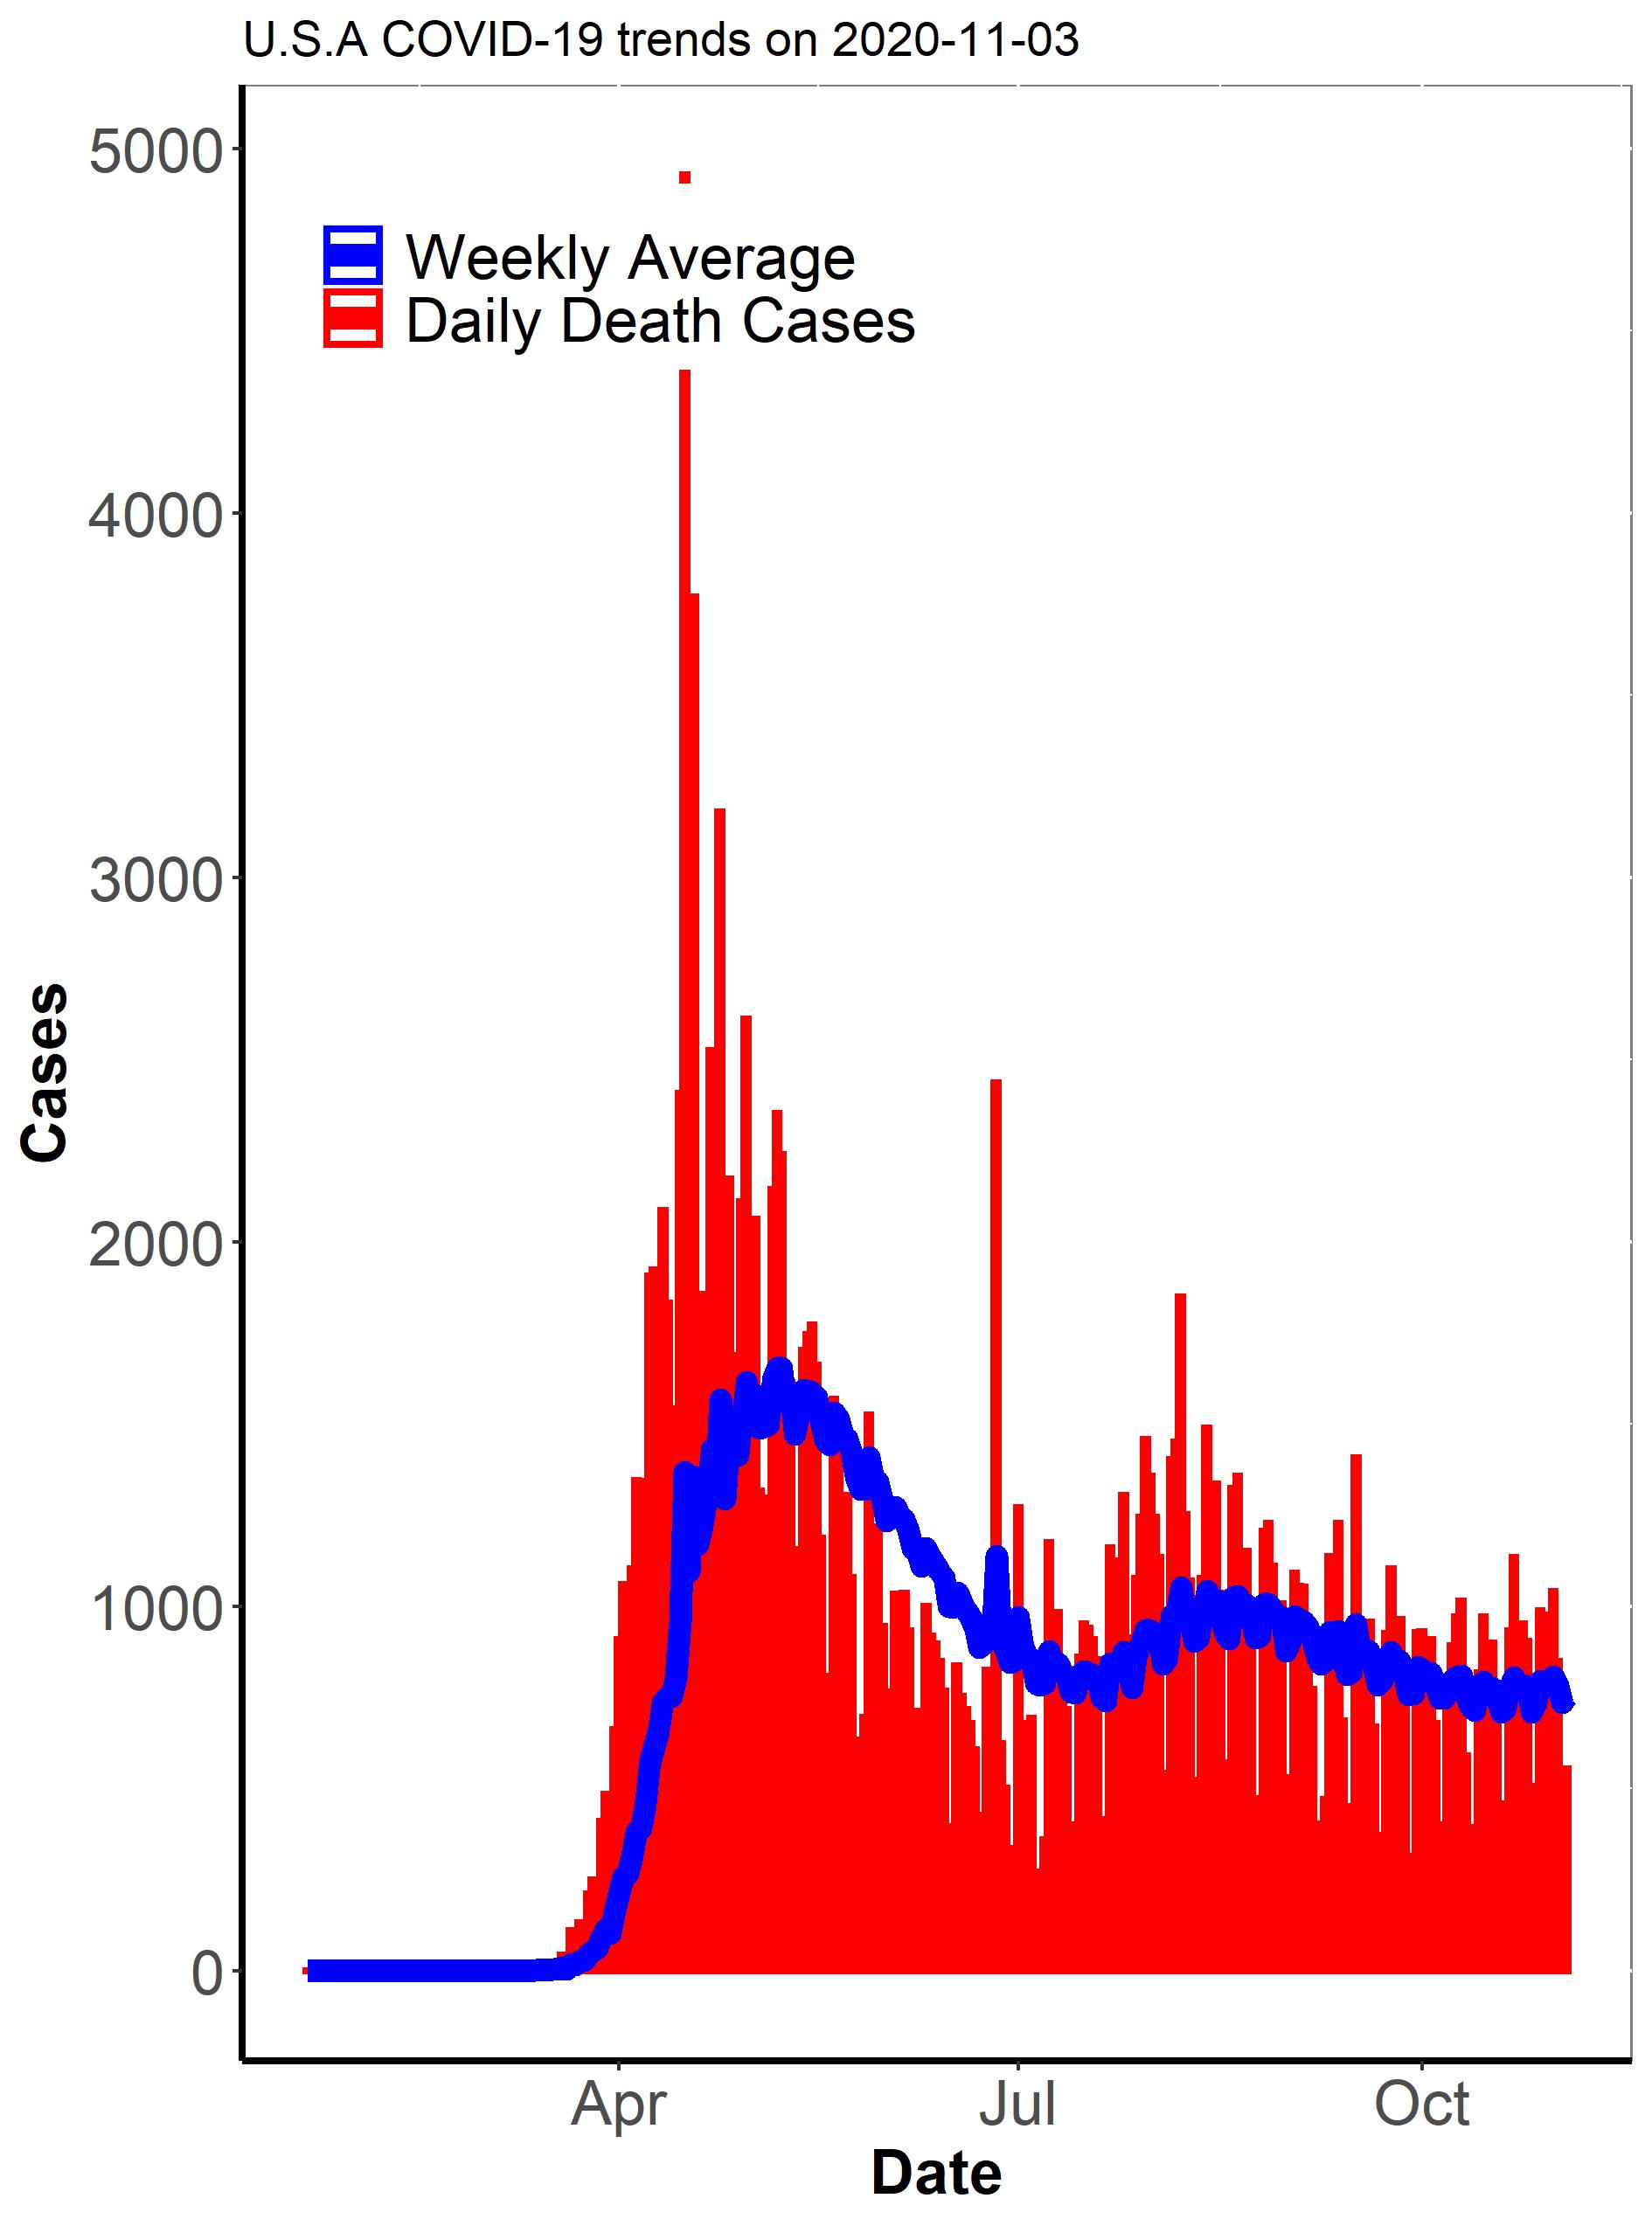 U.S.A COVID-19 trends on 2020-11-03
5000
Weekly Average
Daily Death Cases
4000
3000
Cases
2000
1000
0
Apr Jul Oct
Date